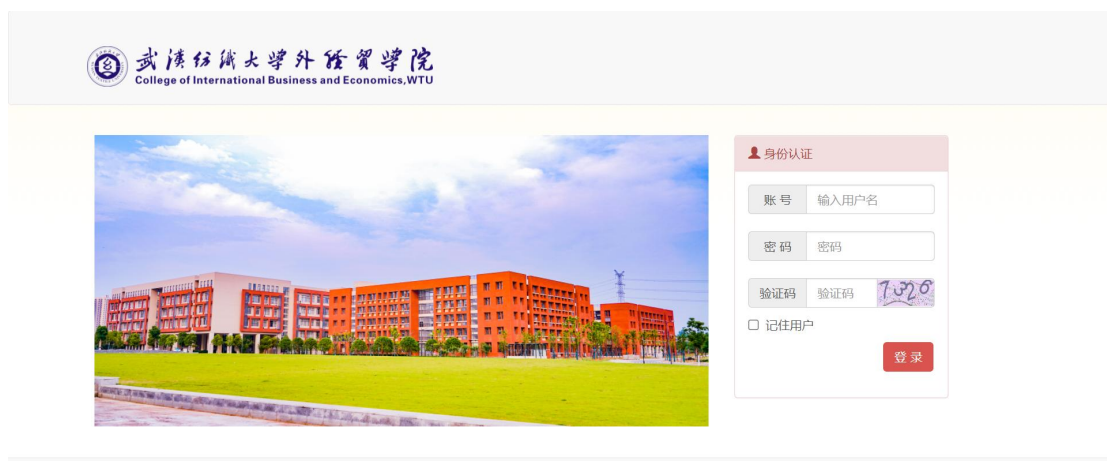 武汉纺织大学外经贸学院
College of International Business and Economics,WTU
身份认证
账 号 输入用户名
密 码 密码
验证码 验证码 7326
记住用户
登 录